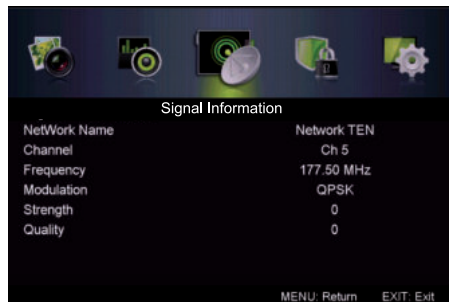 Signal Information
NetWork Name Network TEN
Channel Ch 5
Frequency 177.50 MHz
Modulation QPSK
Strength 0
Quality 0
MENU: Return EXIT: Exit